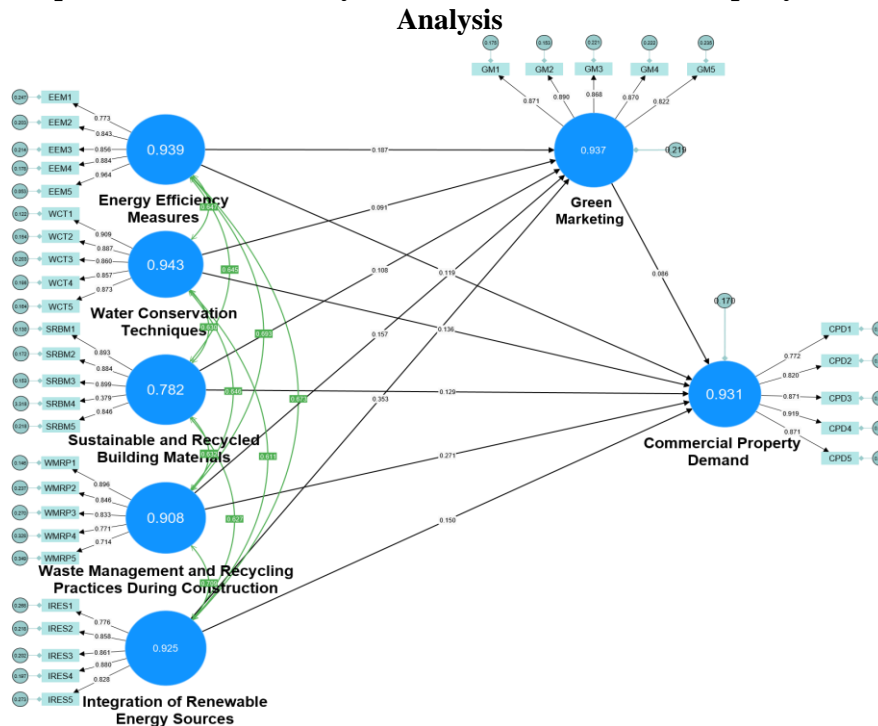 Analysis
GM1
GM2
GM3
GM4
GM5
0.871
0.890
0.868
0.870
0.822
0.937
0.219
Green
Marketing
EEM1
EEM2
EEM3
EEM4
EEM5
0.773
0.843
0.856
0.884
0.964
0.939
Energy Efficiency
Measures
0.187
WCT1
WCT2
WCT3
WCT4
WCT5
0.909
0.887
0.860
0.857
0.873
0.943
Water Conservation
Techniques
0.091
0.645
0.108
0.119
0.086
0.157
0.136
0.170
SRBM1
SRBM2
SRBM3
SRBM4
SRBM5
0.893
0.884
0.899
0.379
0.846
0.782
Sustainable and Recycled
Building Materials
0.353
0.129
0.611
CPD1
CPD2
CPD3
CPD4
CPD5
0.772
0.820
0.871
0.919
0.871
0.931
Commercial Property
Demand
WMRP1
WMRP2
WMRP3
WMRP4
WMRP5
0.896
0.846
0.833
0.771
0.714
0.908
Waste Management and Recycling
Practices During Construction
0.271
0.150
IRES1
IRES2
IRES3
IRES4
IRES5
0.776
0.858
0.861
0.880
0.828
0.925
Integration of Renewable
Energy Sources